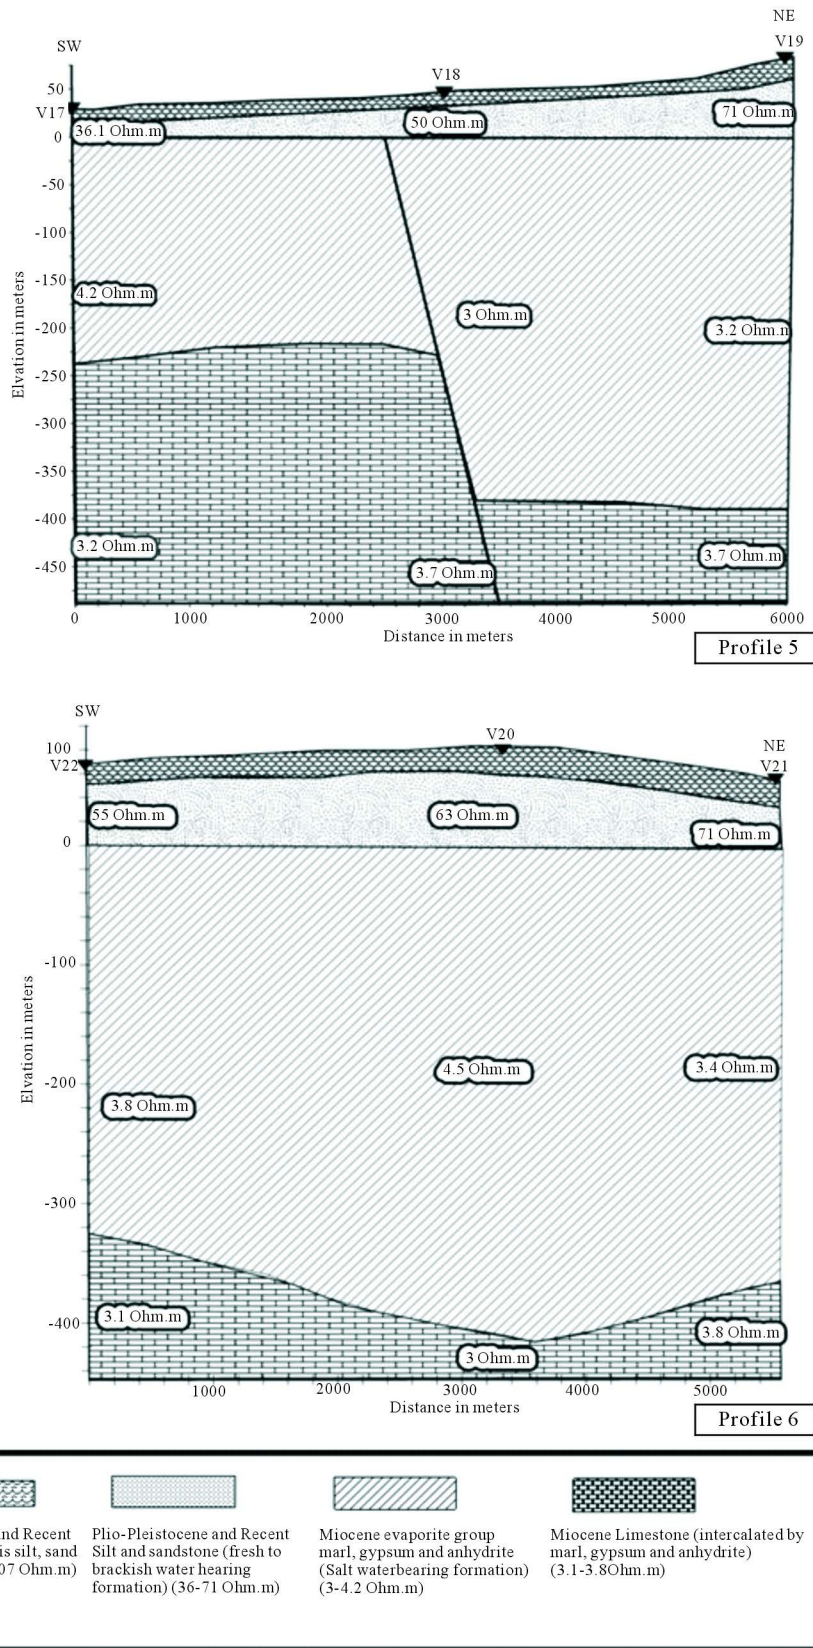 NE
SW
V19
V18
50
V17
71 Ohm.m
50 Ohm.m
36.1 Ohm.m
0
-50
-100
-150
4.2 Ohm.m
3 Ohm.m
-200
3.2 Ohm.m
Elvation in meters
-250
-300
-350
-400
3.2 Ohm.m
3.7 Ohm.m
-450
3.7 Ohm.m
0 1000 2000 3000 4000 5000 6000
Distance in meters
Profile 5
SW
V20
NE
100
V22
V21
55 Ohm.m
63 Ohm.m
71 Ohm.m
0
-100
Elvation in meters
4.5 Ohm.m
3.4 Ohm.m
-200
3.8 Ohm.m
-300
3.1 Ohm.m
-400
3.8 Ohm.m
3 Ohm.m
1000 2000 3000 4000 5000
Distance in meters
Profile 6
and Recent
is silt, sand
07 Ohm.m)
Plio-Pleistocene and Recent
Silt and sandstone (fresh to
brackish water hearing
formation) (36-71 Ohm.m)
Miocene evaporite group
marl, gypsum and anhydrite
(Salt waterbearing formation)
(3-4.2 Ohm.m)
Miocene Limestone (intercalated by
marl, gypsum and anhydrite)
(3.1-3.8Ohm.m)